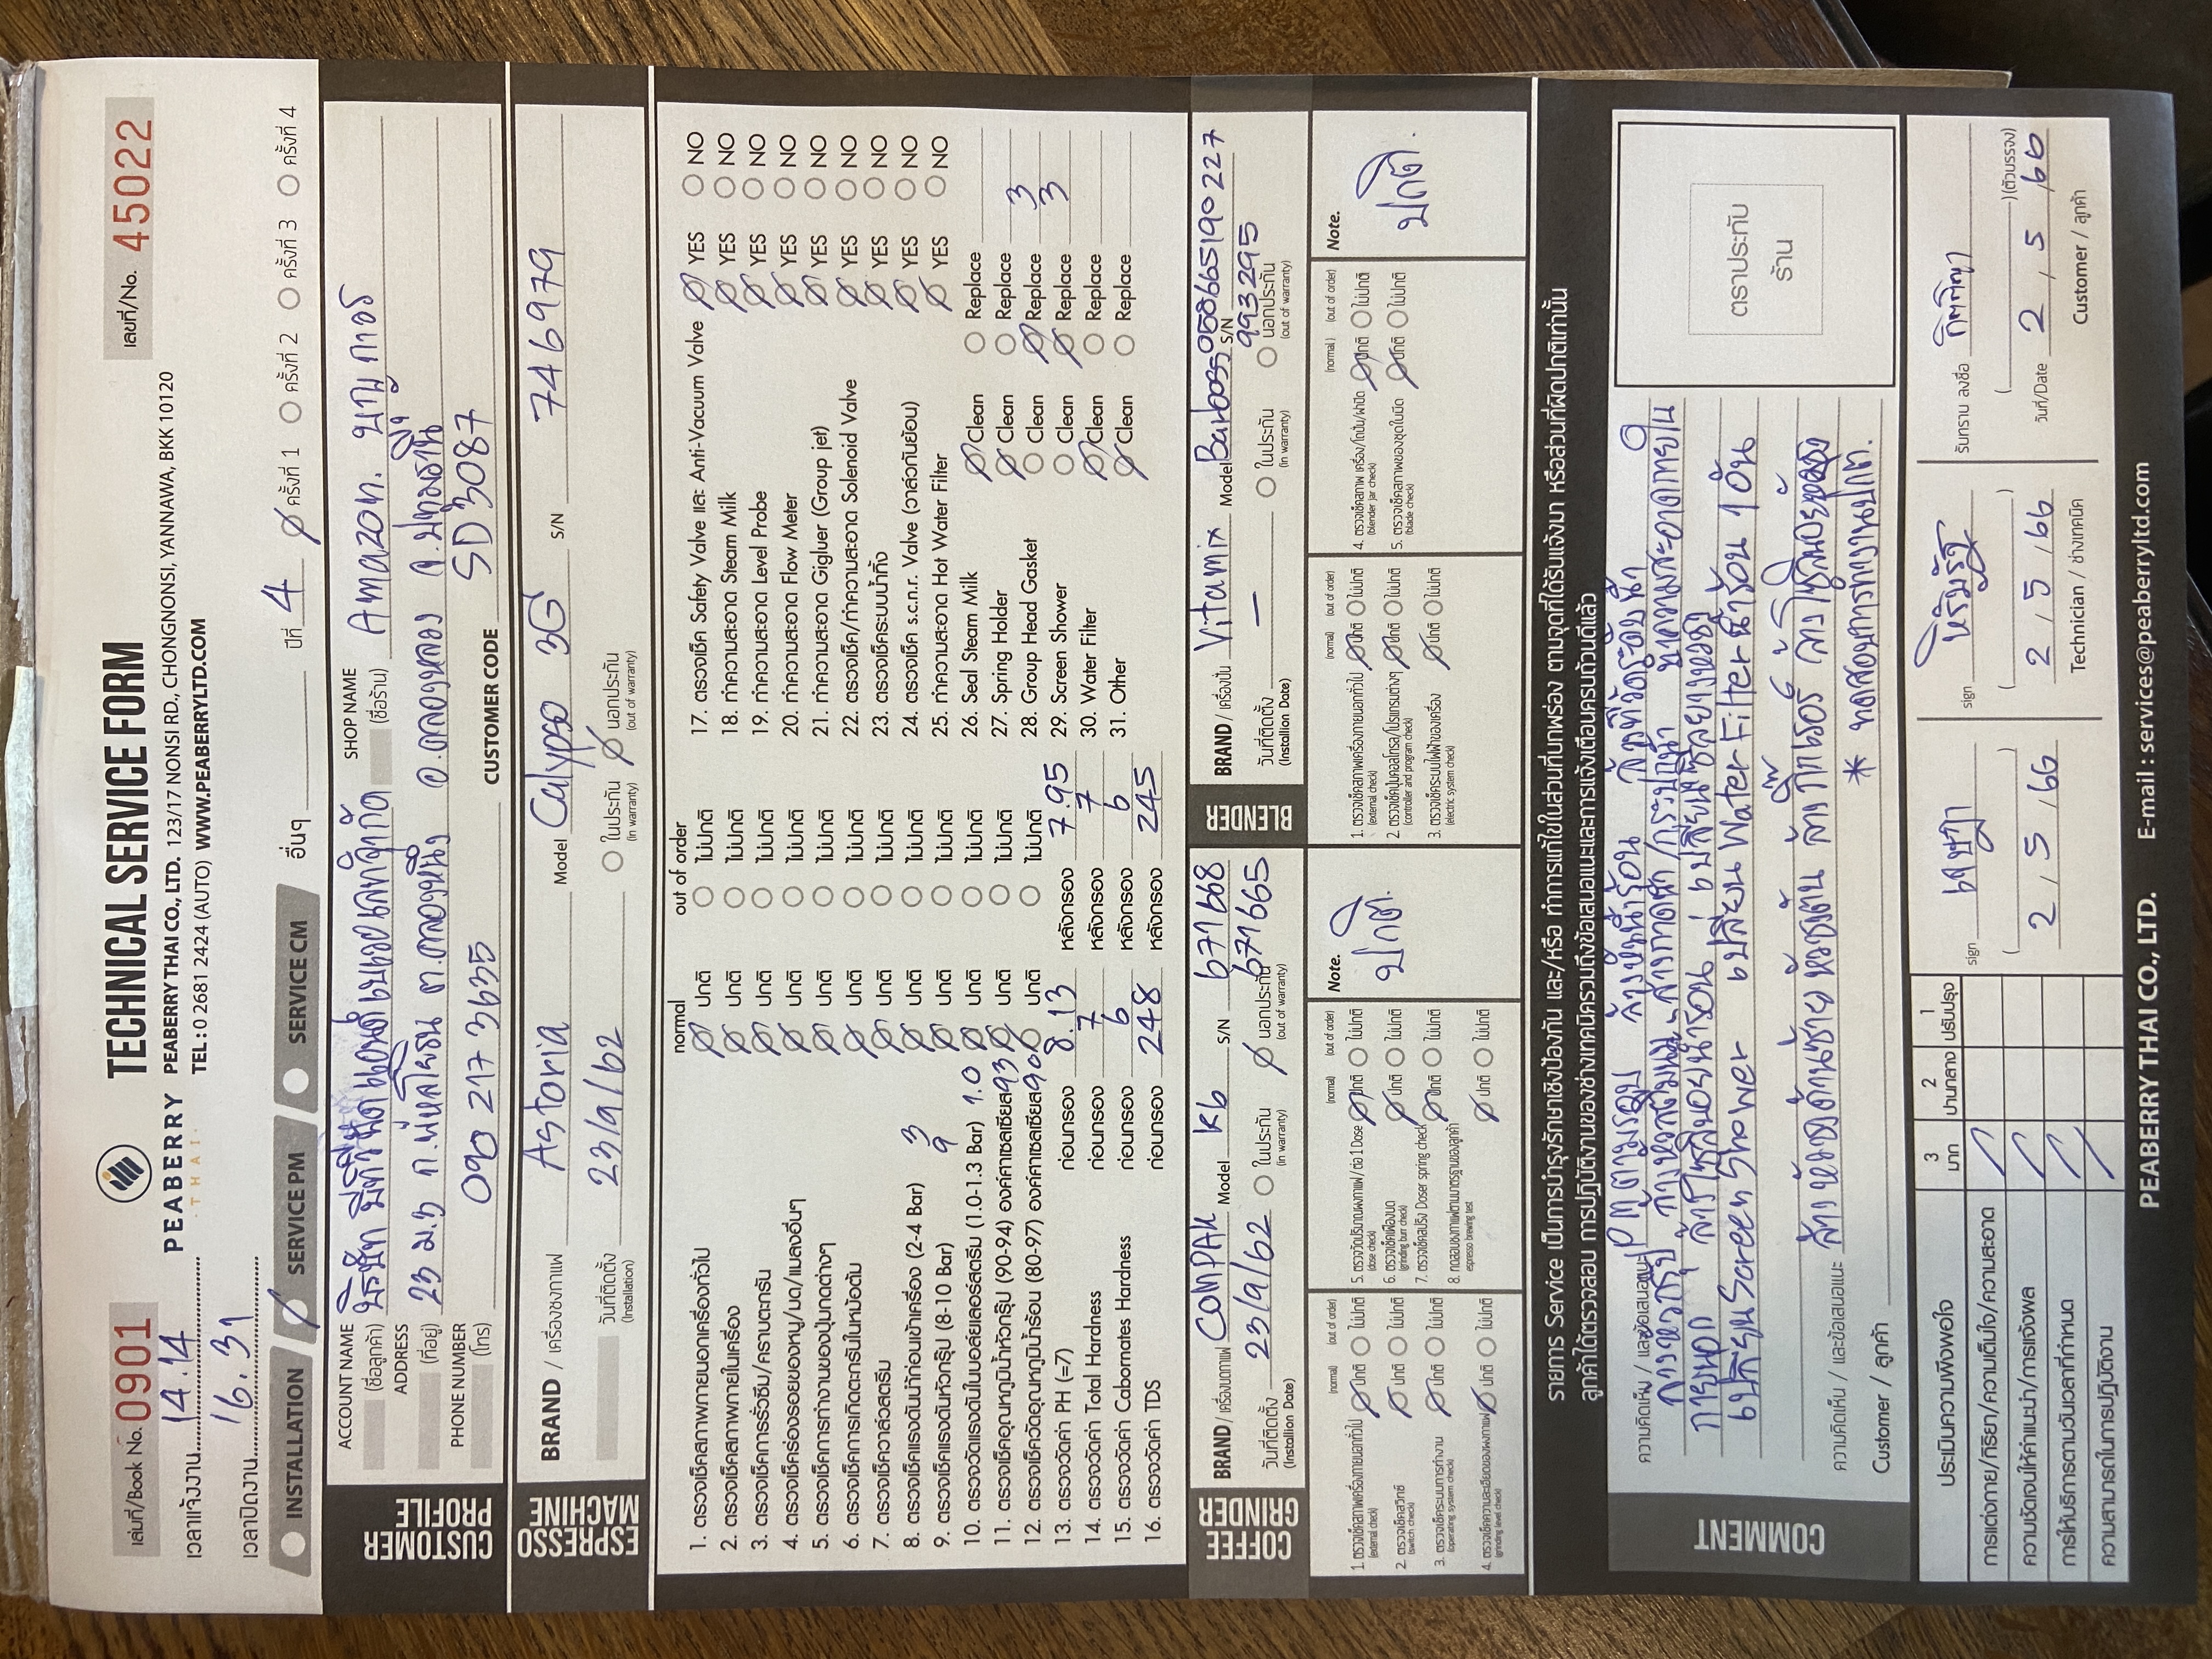 เล่มที่/Book No. 0901
TECHNICAL SERVICE FORM
เลขที่/No. 45022
PEABERRY
THAI
PEABERRY THAI CO., LTD. 123/17 NONSI RD., CHONGNONSI, YANNAWA, BKK 10120
TEL : 0 2681 2424 (AUTO) WWW.PEABERRYLTD.COM
เวลาแจ้งงาน 14.14
เวลาปิดงาน 16.31
INSTALLATION SERVICE PM SERVICE CM อื่นๆ ปีที่ 4 ครั้งที่ 1 ครั้งที่ 2 ครั้งที่ 3 ครั้งที่ 4
CUSTOMER PROFILE
ACCOUNT NAME (ชื่อลูกค้า) บริษัท บีทีวี ฟู้ด แอนด์ เบเวอเลท จำกัด SHOP NAME (ชื่อร้าน) Amazon. บุญถาวร
ADDRESS (ที่อยู่) 23 ม.3 ถ.พหลโยธิน ต.คลองหนึ่ง อ.คลองหลวง จ.ปทุมธานี
PHONE NUMBER (โทร) 090 217 3635 CUSTOMER CODE SD 3087
ESPRESSO MACHINE
BRAND / เครื่องชงกาแฟ Astoria Model Calypso 3G S/N 746979
วันที่ติดตั้ง (Installation) 23/9/62 ในประกัน (in warranty) นอกประกัน (out of warranty)
normal out of order
1. ตรวจเช็คสภาพภายนอกเครื่องทั่วไป ปกติ ไม่ปกติ
2. ตรวจเช็คสภาพภายในเครื่อง ปกติ ไม่ปกติ
3. ตรวจเช็คการรั่วซึม/คราบตะกรัน ปกติ ไม่ปกติ
4. ตรวจเช็คร่องรอยของหนู/มด/แมลงอื่นๆ ปกติ ไม่ปกติ
5. ตรวจเช็คการทำงานของปุ่มกดต่างๆ ปกติ ไม่ปกติ
6. ตรวจเช็คการเกิดตะกรันในหม้อต้ม ปกติ ไม่ปกติ
7. ตรวจเช็ควาล์วสตรีม ปกติ ไม่ปกติ
8. ตรวจเช็คแรงดันน้ำก่อนเข้าเครื่อง (2-4 Bar) 3 ปกติ ไม่ปกติ
9. ตรวจเช็คแรงดันหัวกรุ๊ป (8-10 Bar) 9 ปกติ ไม่ปกติ
10. ตรวจวัดแรงดันในบอล์ยเลอร์สตรีม (1.0-1.3 Bar) 1.0 ปกติ ไม่ปกติ
11. ตรวจเช็คอุณหภูมิน้ำหัวกรุ๊ป (90-94) องศ์ศาเซลเซียส 93 ปกติ ไม่ปกติ
12. ตรวจเช็ควัดอุณหภูมิน้ำร้อน (80-97) องศ์ศาเซลเซียส 90 ปกติ ไม่ปกติ
13. ตรวจวัดค่า PH (=7) ก่อนกรอง 8.13 หลังกรอง 7.95
14. ตรวจวัดค่า Total Hardness ก่อนกรอง 7 หลังกรอง 7
15. ตรวจวัดค่า Cabornates Hardness ก่อนกรอง 6 หลังกรอง 6
16. ตรวจวัดค่า TDS ก่อนกรอง 248 หลังกรอง 245
17. ตรวจเช็ค Safety Valve และ Anti-Vacuum Valve YES NO
18. ทำความสะอาด Steam Milk YES NO
19. ทำความสะอาด Level Probe YES NO
20. ทำความสะอาด Flow Meter YES NO
21. ทำความสะอาด Gigluer (Group jet) YES NO
22. ตรวจเช็ค/ทำความสะอาด Solenoid Valve YES NO
23. ตรวจเช็คระบบน้ำทิ้ง YES NO
24. ตรวจเช็ค s.c.n.r. Valve (วาล์วกันย้อน) YES NO
25. ทำความสะอาด Hot Water Filter YES NO
26. Seal Steam Milk Clean Replace
27. Spring Holder Clean Replace
28. Group Head Gasket Clean Replace 3
29. Screen Shower Clean Replace 3
30. Water Filter Clean Replace
31. Other Clean Replace
COFFEE GRINDER
BRAND / เครื่องบดกาแฟ COMPAK Model K6 S/N 671668
671665
วันที่ติดตั้ง (Installion Date) 23/9/62 ในประกัน (in warranty) นอกประกัน (out of warranty)
BLENDER
BRAND / เครื่องปั่น Vitamix Model Barboss S/N 058665190227
993295
วันที่ติดตั้ง (Installion Date) — ในประกัน (in warranty) นอกประกัน (out of warranty)
(normal) (out of order)
1. ตรวจเช็คสภาพเครื่องภายนอกทั่วไป (external check) ปกติ ไม่ปกติ
2. ตรวจเช็คสวิทช์ (switch check) ปกติ ไม่ปกติ
3. ตรวจเช็คระบบการทำงาน (operating system check) ปกติ ไม่ปกติ
4. ตรวจเช็คความละเอียดของผงกาแฟ (grinding level check) ปกติ ไม่ปกติ
(normal) (out of order)
5. ตรวจวัดปริมาณผงกาแฟ/ต่อ 1 Dose (dose check) ปกติ ไม่ปกติ
6. ตรวจเช็คเฟืองบด (grinding burr check) ปกติ ไม่ปกติ
7. ตรวจเช็คสปริง Doser spring check ปกติ ไม่ปกติ
8. ทดสอบชงกาแฟตามมาตรฐานของลูกค้า espresso brewing test ปกติ ไม่ปกติ
Note.
ปกติ.
(normal) (out of order)
1. ตรวจเช็คสภาพเครื่องภายนอกทั่วไป (external check) ปกติ ไม่ปกติ
2. ตรวจเช็คปุ่มคอลโทรล/โปรแกรมต่างๆ (controller and program check) ปกติ ไม่ปกติ
3. ตรวจเช็คระบบไฟฟ้าของเครื่อง (electric system check) ปกติ ไม่ปกติ
(normal ) (out of order)
4. ตรวจเช็คสภาพ เครื่อง/โถปั่น/ฝาปิด (blender jar check) ปกติ ไม่ปกติ
5. ตรวจเช็คสภาพของชุดใบมีด (blade check) ปกติ ไม่ปกติ
Note.
ปกติ.
รายการ Service เป็นการบำรุงรักษาเชิงป้องกัน และ/หรือ ทำการแก้ไขในส่วนที่บกพร่อง ตามจุดที่ได้รับแจ้งมา หรือส่วนที่ผิดปกติเท่านั้น
ลูกค้าได้ตรวจสอบ การปฏิบัติงานของช่างเทคนิครวมถึงข้อเสนอแนะและการแจ้งเตือนครบถ้วนดีแล้ว
COMMENT
ความคิดเห็น / และข้อเสนอแนะ PM ตามรอบ ล้างหัวน้ำร้อน ล้างที่วัดระดับน้ำ
ล้างหัวกรุ๊ป ล้างหัวสตีมนม ล้างถาดน้ำ/กระปุกน้ำ ทำความสะอาดภายใน
ภายนอก ล้างโซลินอยน้ำร้อน เปลี่ยนซีลยางหัวชง
เปลี่ยน Screen Shower เปลี่ยน Water Filter น้ำร้อน 1 อัน
ความคิดเห็น / และข้อเสนอแนะ ล้างหัวชงด้านซ้าย หัวชงตัน ล้างกิ๊กเรอร์ ล้างโซลินอยหัวชง
* ทดสอบการทำงานปกติ.
Customer / ลูกค้า
ตราประทับ
ร้าน
ประเมินความพึงพอใจ 3 มาก 2 ปานกลาง 1 ปรับปรุง
การแต่งกาย/กิริยา/ความเต็มใจ/ความสะอาด
ความชัดเจนให้คำแนะนำ/การแจ้งผล
การให้บริการตามวันเวลาที่กำหนด
ความสามารถในการปฏิบัติงาน
sign เจษฎา
2 / 5 / 66
sign
2 / 5 / 66
Technician / ช่างเทคนิค
รับทราบ ลงชื่อ
(ตัวบรรจง)
วันที่/Date 2 / 5 / 66
Customer / ลูกค้า
PEABERRY THAI CO., LTD. E-mail : services@peaberryltd.com